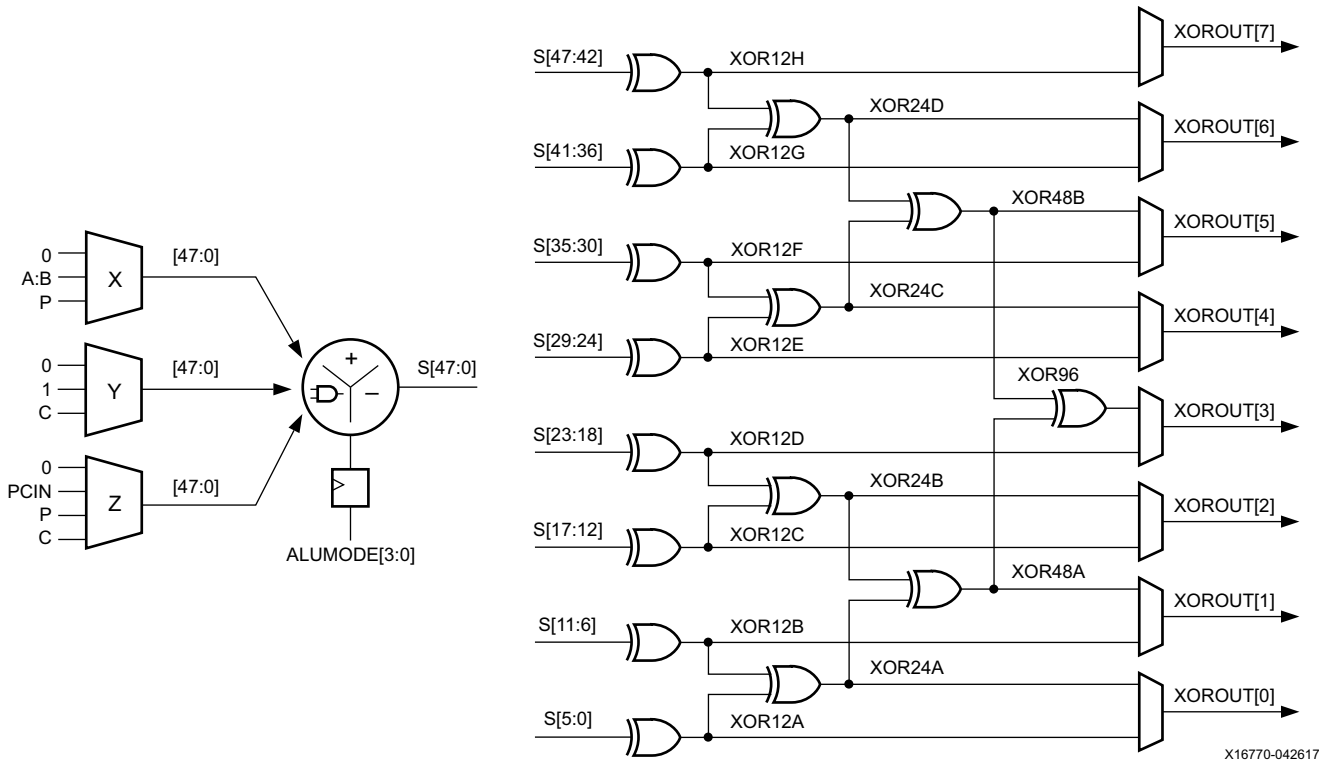 0
A:B
P
X
[47:0]
0
1
C
Y
[47:0]
0
PCIN
P
C
Z
[47:0]
+
−
S[47:0]
ALUMODE[3:0]
S[47:42]
XOR12H
XOROUT[7]
XOR24D
XOROUT[6]
S[41:36]
XOR12G
XOR48B
XOROUT[5]
S[35:30]
XOR12F
XOR24C
XOROUT[4]
S[29:24]
XOR12E
XOR96
XOROUT[3]
S[23:18]
XOR12D
XOR24B
XOROUT[2]
S[17:12]
XOR12C
XOR48A
XOROUT[1]
S[11:6]
XOR12B
XOR24A
XOROUT[0]
S[5:0]
XOR12A
X16770-042617